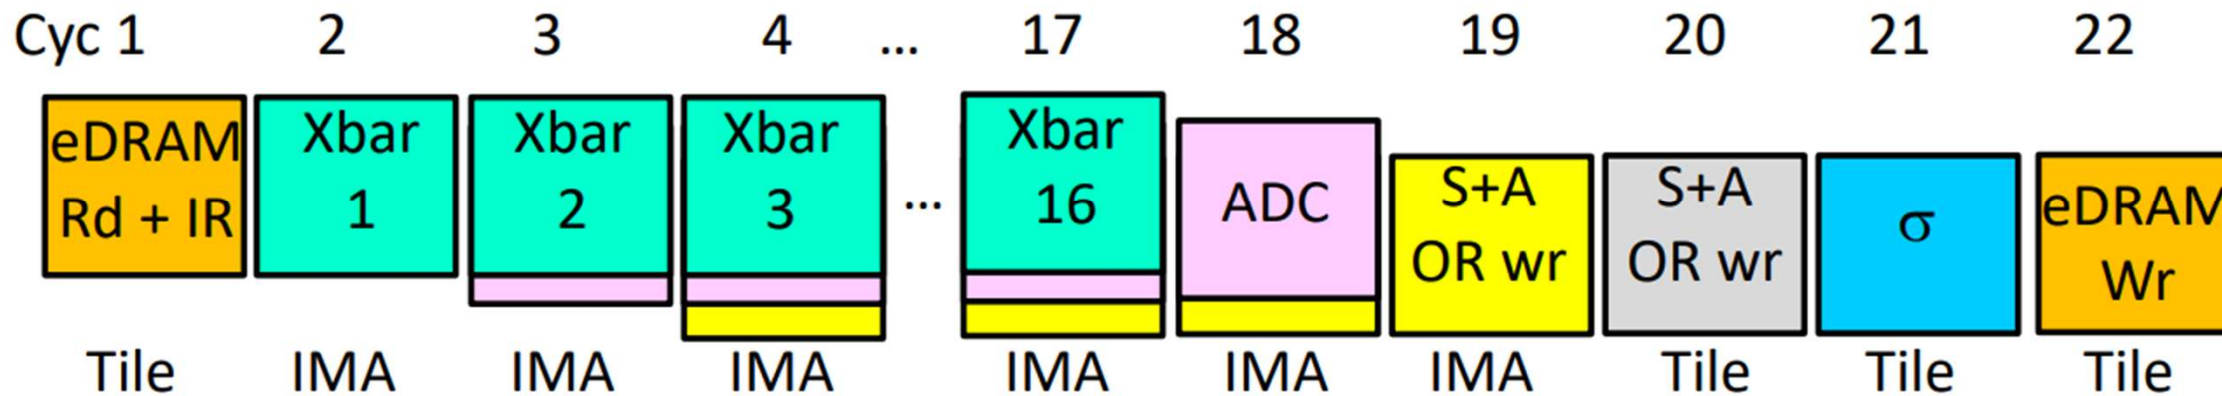 Cyc 1 2 3 4 ... 17 18 19 20 21 22
eDRAM Rd + IR
Xbar 1
Xbar 2
Xbar 3
...
Xbar 16
ADC
S+A OR wr
S+A OR wr
σ
eDRAM Wr
Tile IMA IMA IMA IMA IMA IMA Tile Tile Tile